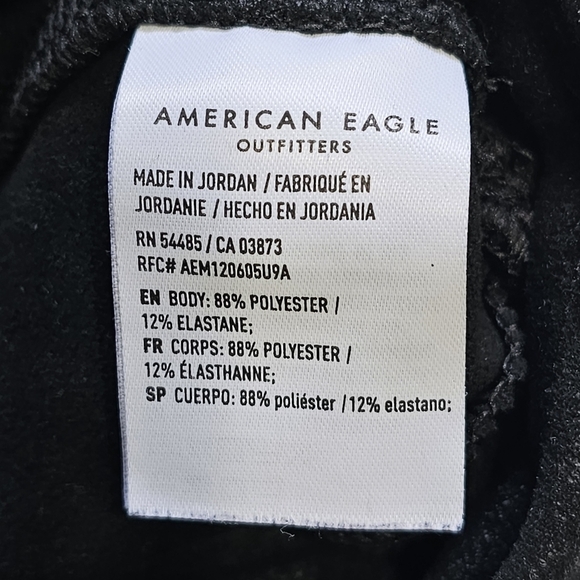 AMERICAN EAGLE
OUTFITTERS
MADE IN JORDAN / FABRIQUÉ EN
JORDANIE / HECHO EN JORDANIA
RN 54485 / CA 03873
RFC# AEM120605U9A
EN BODY: 88% POLYESTER /
12% ELASTANE;
FR CORPS: 88% POLYESTER /
12% ÉLASTHANNE;
SP CUERPO: 88% poliéster / 12% elastano;